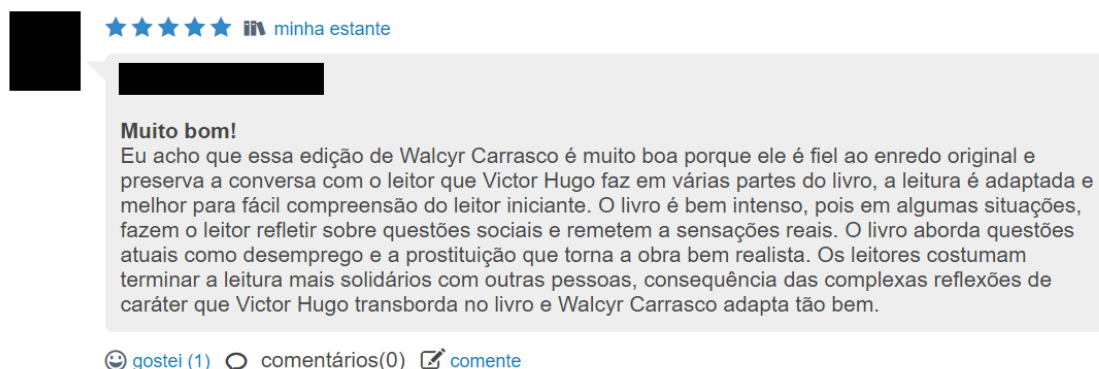 minha estante
Muito bom!
Eu acho que essa edição de Walcyr Carrasco é muito boa porque ele é fiel ao enredo original e
preserva a conversa com o leitor que Victor Hugo faz em várias partes do livro, a leitura é adaptada e
melhor para fácil compreensão do leitor iniciante. O livro é bem intenso, pois em algumas situações,
fazem o leitor refletir sobre questões sociais e remetem a sensações reais. O livro aborda questões
atuais como desemprego e a prostituição que torna a obra bem realista. Os leitores costumam
terminar a leitura mais solidários com outras pessoas, consequência das complexas reflexões de
caráter que Victor Hugo transborda no livro e Walcyr Carrasco adapta tão bem.
gostei (1) comentários(0) comente